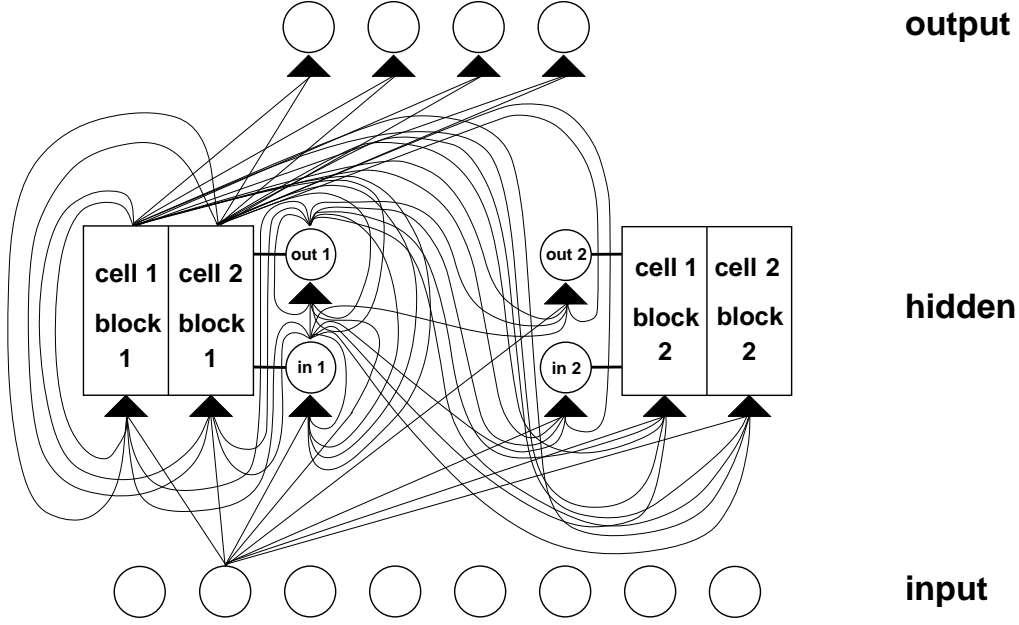 output
cell 1
block
1
cell 2
block
1
out 1
in 1
out 2
in 2
cell 1
block
2
cell 2
block
2
hidden
input